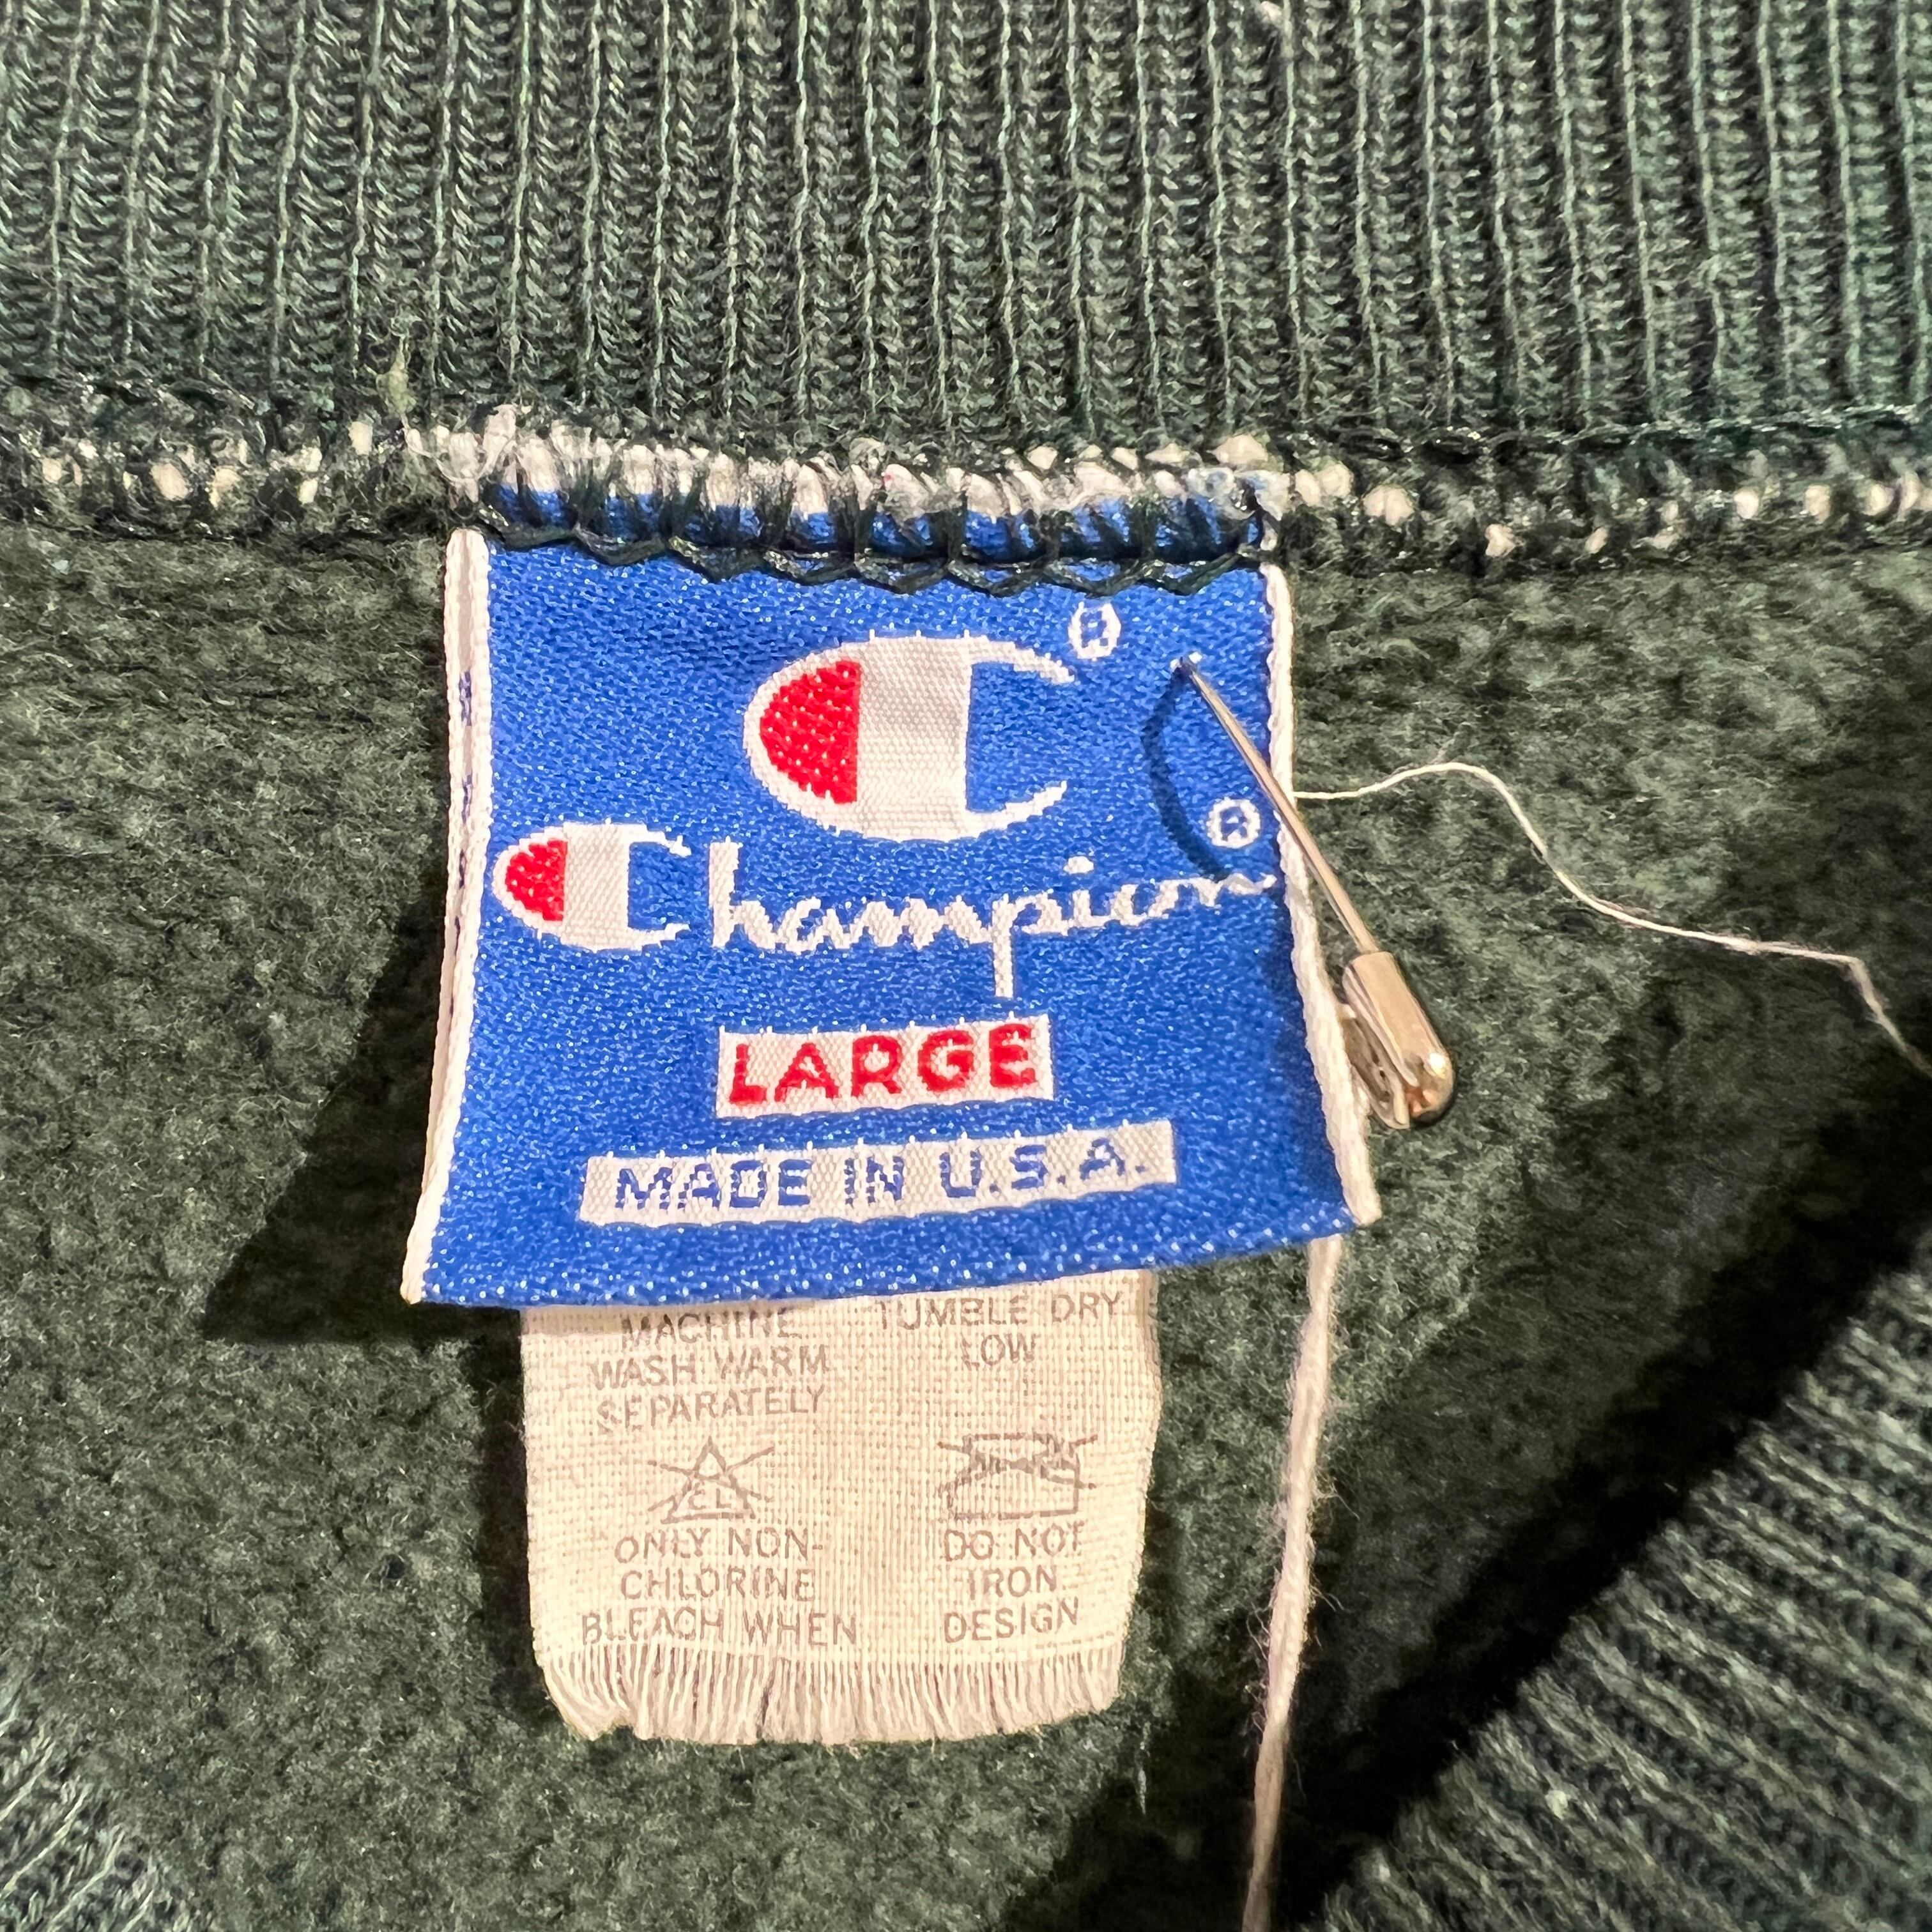 C®
Champion®
LARGE
MADE IN U.S.A.
MACHINE
WASH WARM
SEPARATELY
TUMBLE DRY
LOW
CL
ONLY NON-
CHLORINE
BLEACH WHEN
DO NOT
IRON
DESIGN